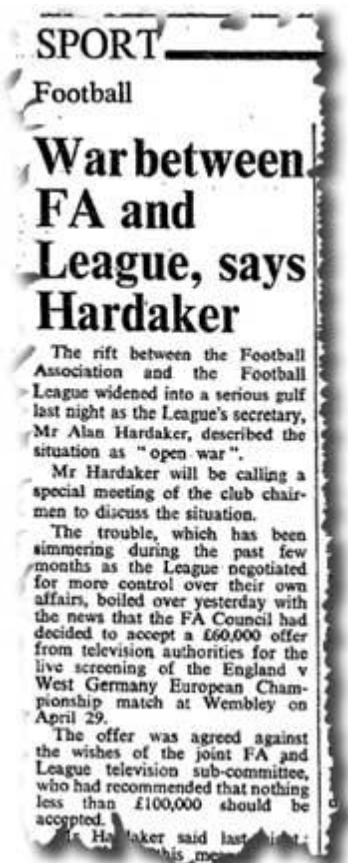 SPORT
Football
War between
FA and
League, says
Hardaker
The rift between the Football
Association and the Football
League widened into a serious gulf
last night as the League's secretary,
Mr Alan Hardaker, described the
situation as "open war".
Mr Hardaker will be calling a
special meeting of the club chair-
men to discuss the situation.
The trouble, which has been
simmering during the past few
months as the League negotiated
for more control over their own
affairs, boiled over yesterday with
the news that the FA Council had
decided to accept a £60,000 offer
from television authorities for the
live screening of the England v
West Germany European Cham-
pionship match at Wembley on
April 29.
The offer was agreed against
the wishes of the joint FA and
League television sub-committee,
who had recommended that nothing
less than £100,000 should be
accepted.
Mr Hardaker said last night:
this